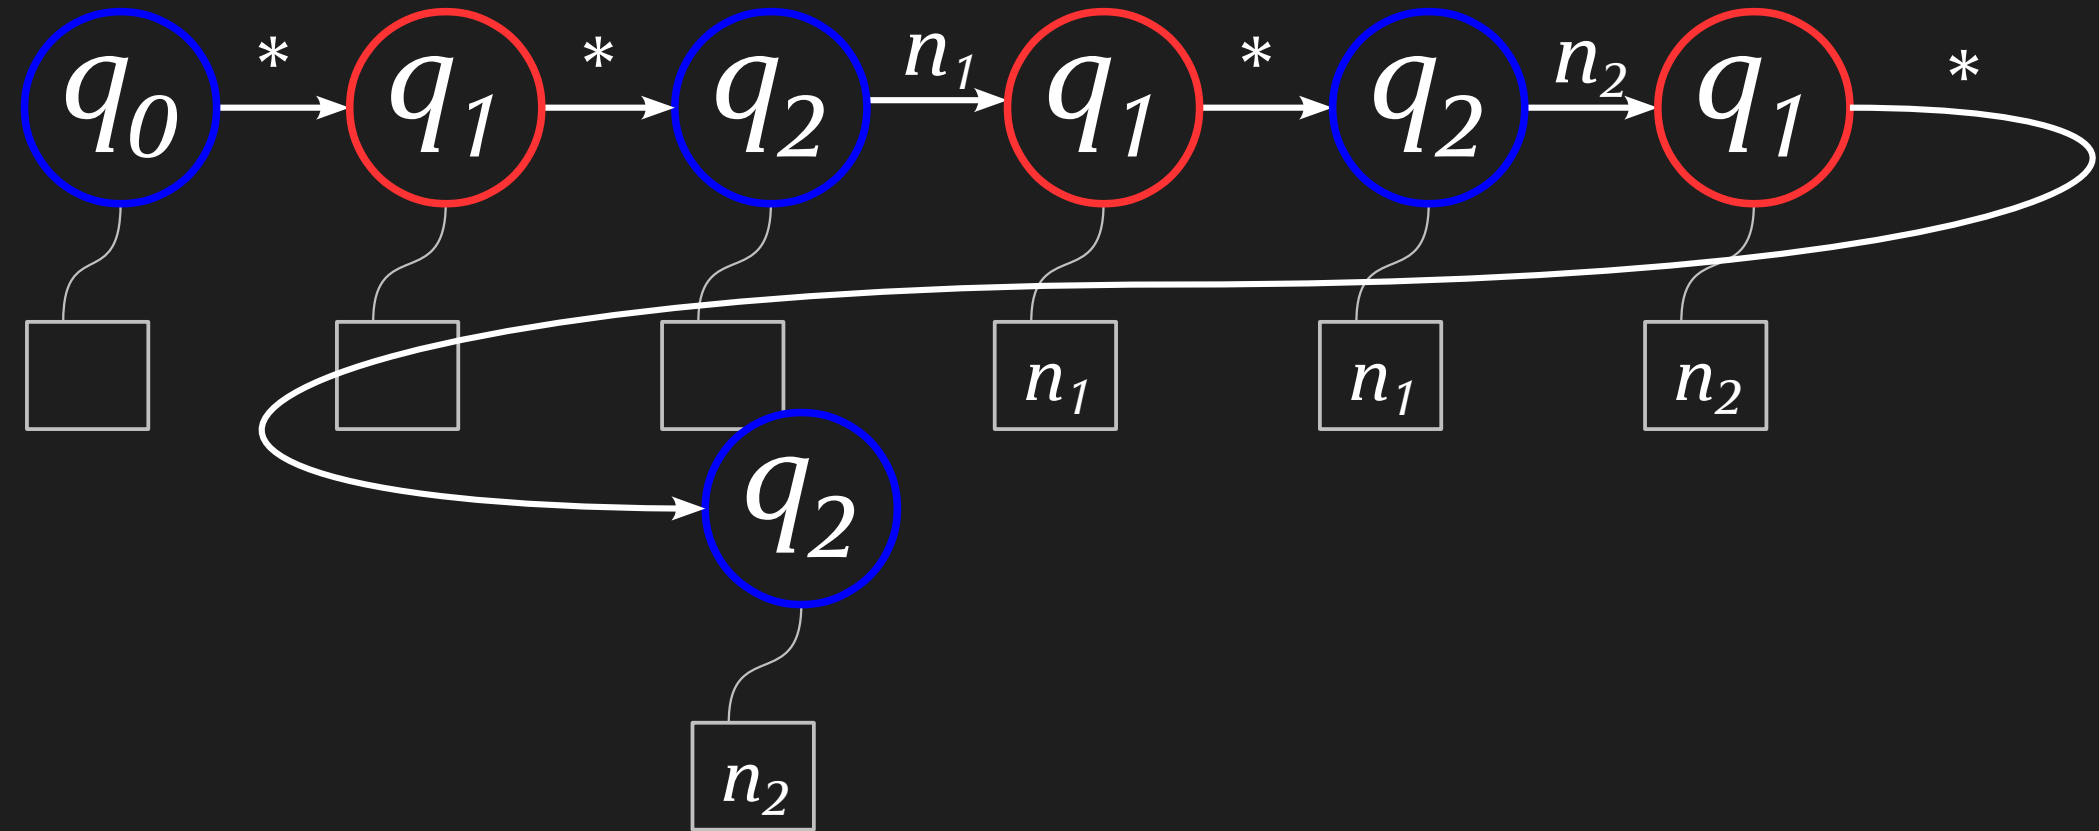 q₀ * q₁ * q₂ n₁ q₁ * q₂ n₂ q₁ *
n₁ n₁ n₂
q₂
n₂